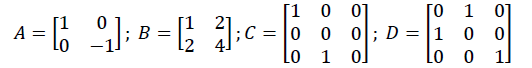 A = [1 0; 0 −1]; B = [1 2; 2 4]; C = [1 0 0; 0 0 0; 0 1 0]; D = [0 1 0; 1 0 0; 0 0 1]